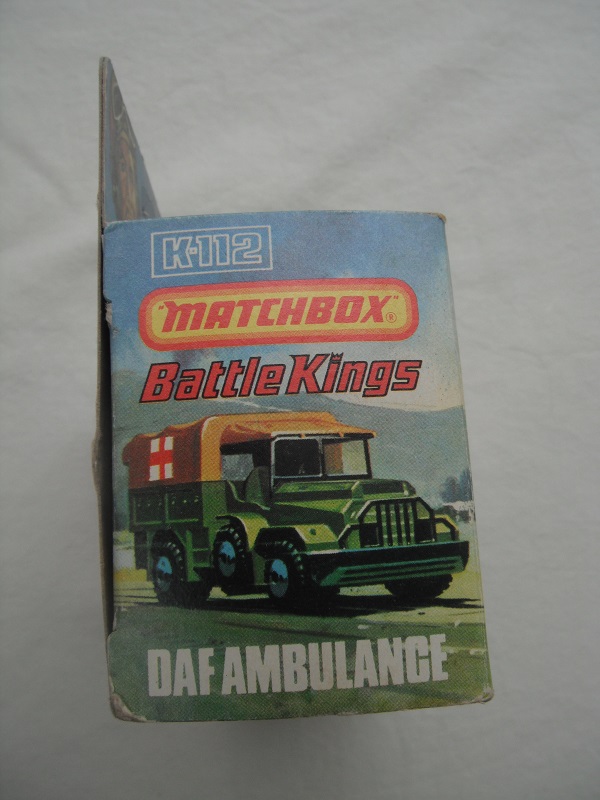 K-112
"MATCHBOX"®
Battle Kings
DAF AMBULANCE